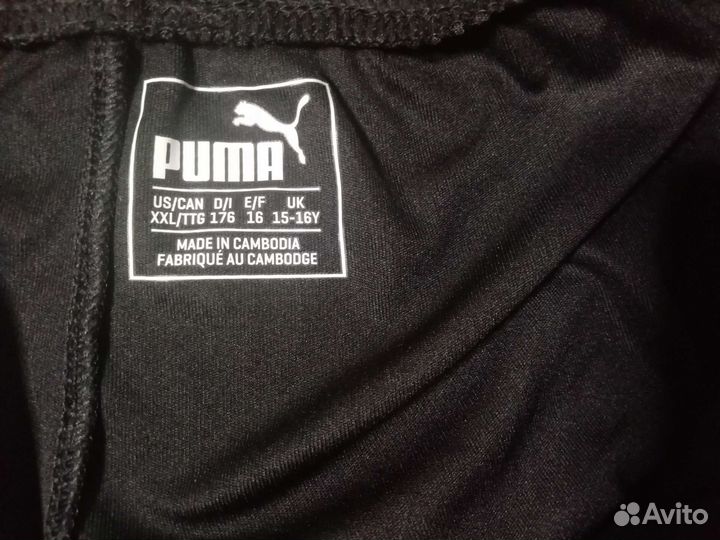 PUMA
US/CAN D/I E/F UK
XXL/TTG 176 16 15-16Y
MADE IN CAMBODIA
FABRIQUÉ AU CAMBODGE
Avito